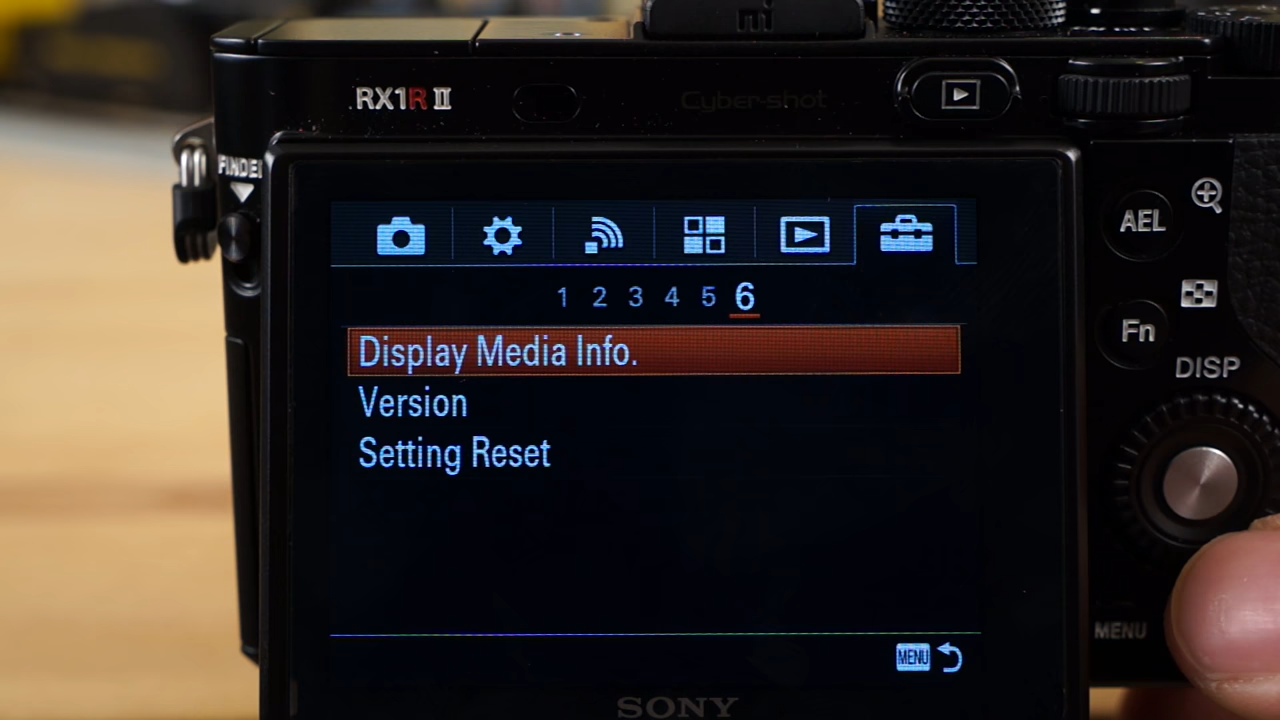 RX1R II
Cyber-shot
FINDER
AEL
1 2 3 4 5 6
Display Media Info.
Fn
DISP
Version
Setting Reset
MENU
MENU
SONY